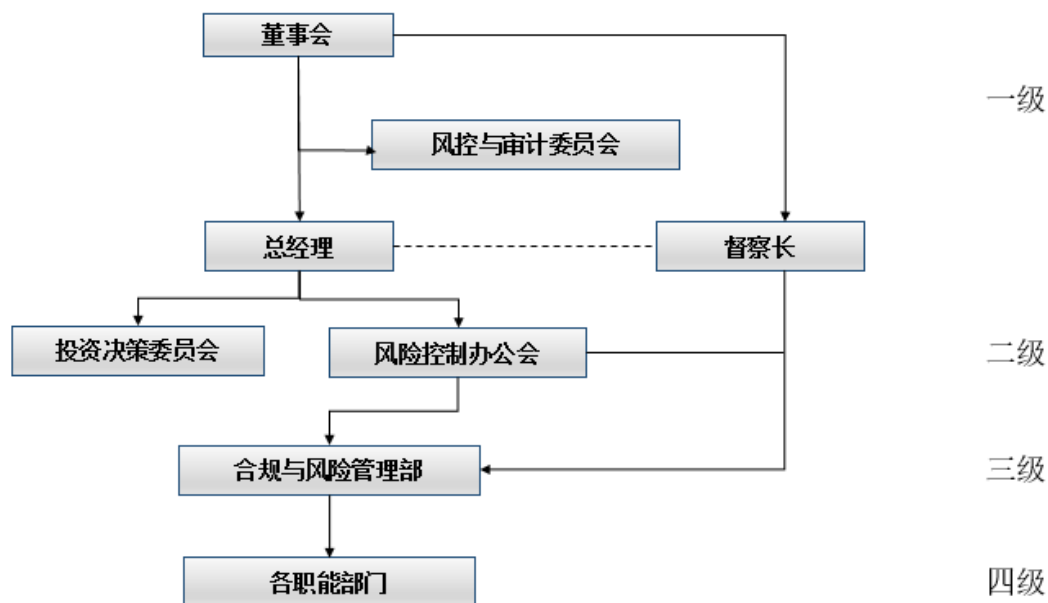 董事会
一级
风控与审计委员会
总经理
督察长
投资决策委员会
风险控制办公会
二级
合规与风险管理部
三级
各职能部门
四级